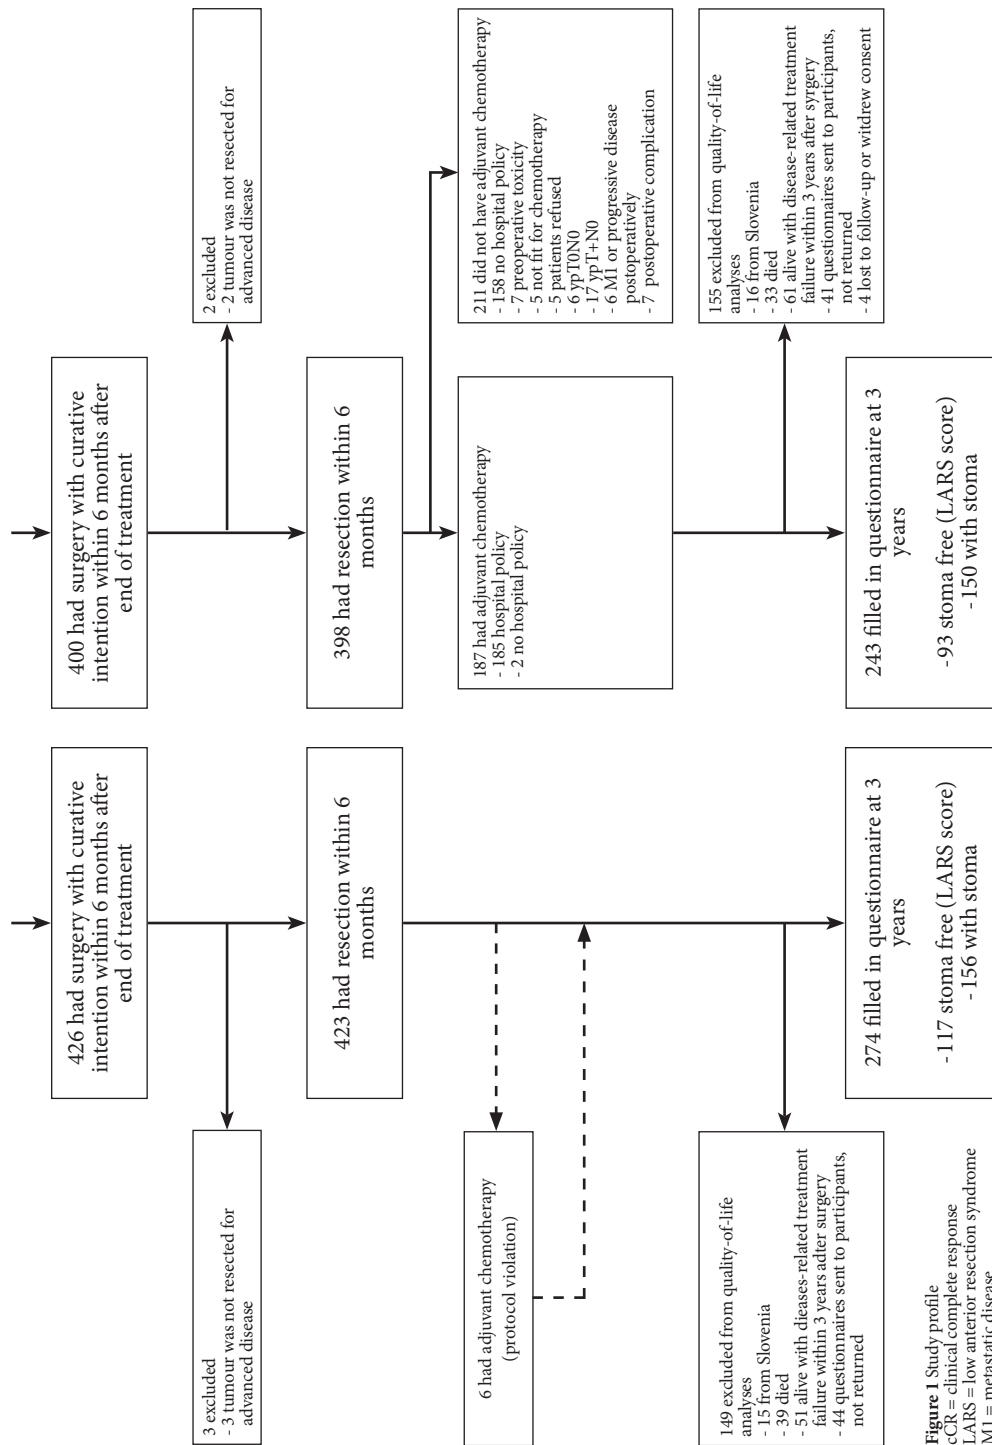 426 had surgery with curative
intention within 6 months after
end of treatment
400 had surgery with curative
intention within 6 months after
end of treatment
3 excluded
- 3 tumour was not resected for
advanced disease
2 excluded
- 2 tumour was not resected for
advanced disease
423 had resection within 6
months
398 had resection within 6
months
6 had adjuvant chemotherapy
(protocol violation)
187 had adjuvant chemotherapy
- 185 hospital policy
- 2 no hospital policy
211 did not have adjuvant chemotherapy
- 158 no hospital policy
- 7 preoperative toxicity
- 5 not fit for chemotherapy
- 5 patients refused
- 6 ypT0N0
- 17 ypT+N0
- 6 M1 or progressive disease
postoperatively
- 7 postoperative complication
149 excluded from quality-of-life
analyses
- 15 from Slovenia
- 39 died
- 51 alive with dieases-related treatment
failure within 3 years adter surgery
- 44 questionnaires sent to participants,
not returned
155 excluded from quality-of-life
analyses
- 16 from Slovenia
- 33 died
- 61 alive with disease-related treatment
failure within 3 years after syrgery
- 41 questionnaires sent to participants,
not returned
- 4 lost to follow-up or witdrew consent
274 filled in questionnaire at 3
years
- 117 stoma free (LARS score)
- 156 with stoma
243 filled in questionnaire at 3
years
- 93 stoma free (LARS score)
- 150 with stoma
Figure 1 Study profile
cCR = clinical complete response
LARS = low anterior resection syndrome
M1 = metastatic disease